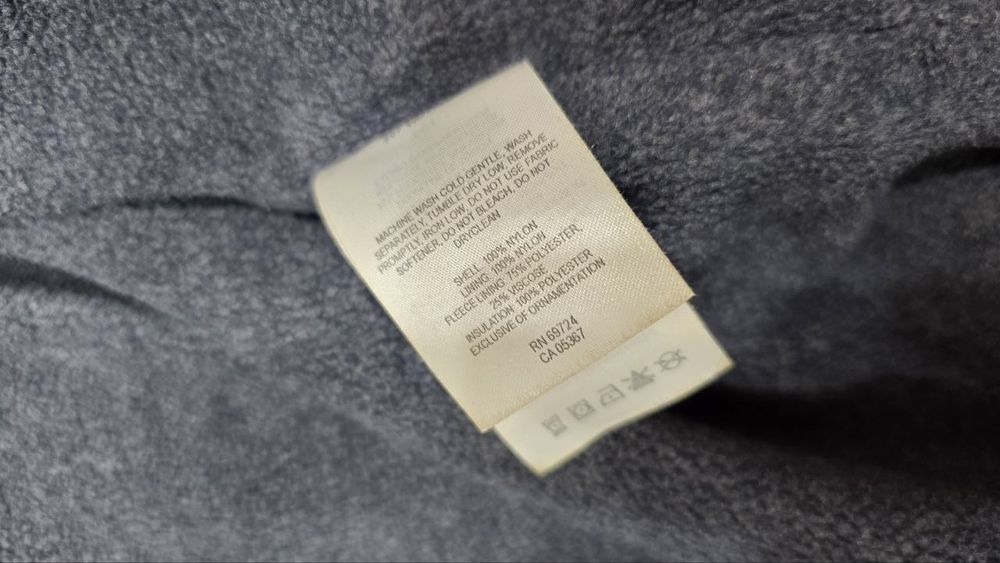 MACHINE WASH COLD GENTLE, WASH
SEPARATELY, TUMBLE DRY LOW, REMOVE
PROMPTLY, IRON LOW, DO NOT USE FABRIC
SOFTENER, DO NOT BLEACH, DO NOT
DRYCLEAN
SHELL: 100% NYLON
LINING: 100% NYLON
FLEECE LINING: 75% POLYESTER,
25% VISCOSE
INSULATION: 100% POLYESTER
EXCLUSIVE OF ORNAMENTATION
RN 69724
CA 05367